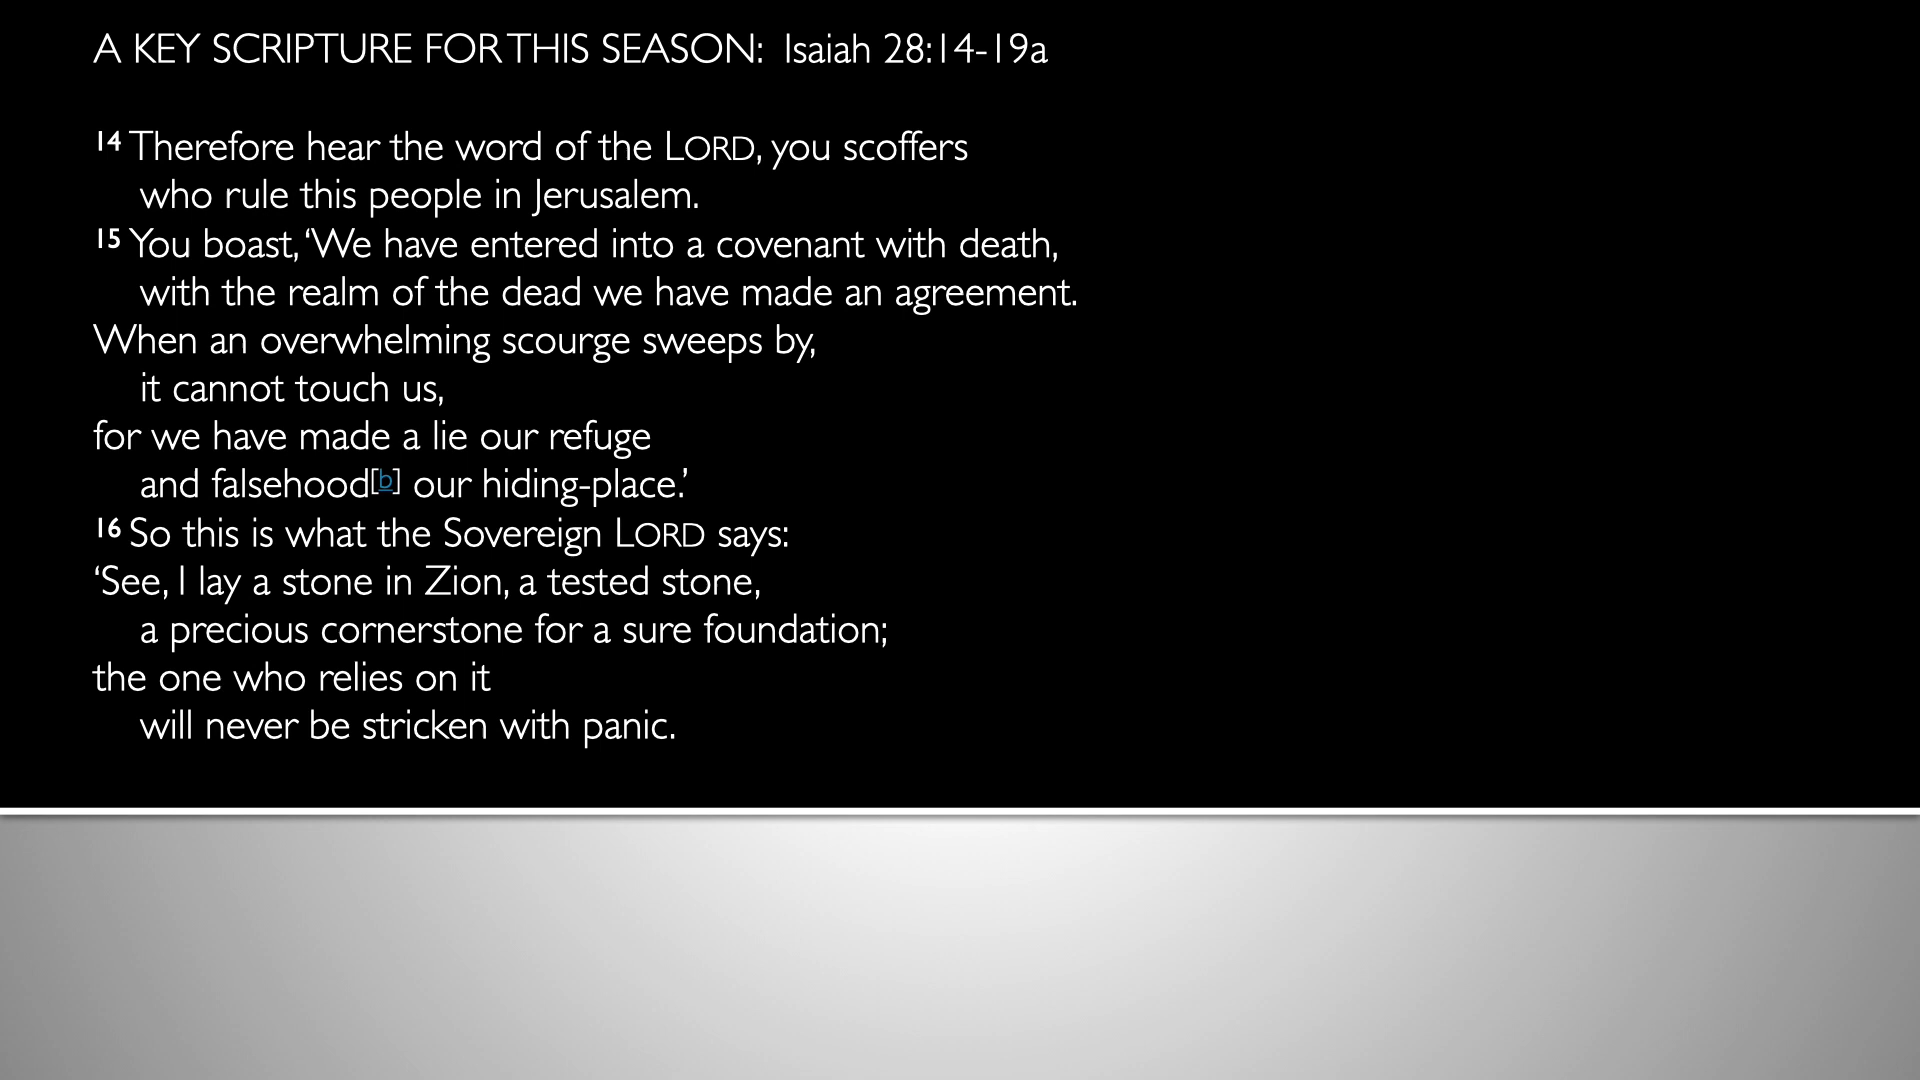 A KEY SCRIPTURE FOR THIS SEASON:  Isaiah 28:14-19a
14 Therefore hear the word of the LORD, you scoffers
who rule this people in Jerusalem.
15 You boast, ‘We have entered into a covenant with death,
with the realm of the dead we have made an agreement.
When an overwhelming scourge sweeps by,
it cannot touch us,
for we have made a lie our refuge
and falsehood[b] our hiding-place.’
16 So this is what the Sovereign LORD says:
‘See, I lay a stone in Zion, a tested stone,
a precious cornerstone for a sure foundation;
the one who relies on it
will never be stricken with panic.